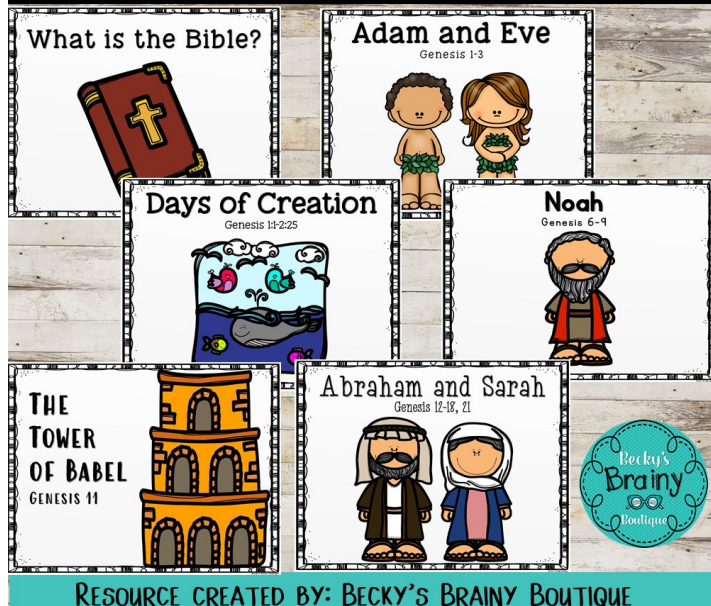 What is the Bible?
Adam and Eve
Genesis 1-3
Days of Creation
Genesis 1:1-2:25
Noah
Genesis 6-9
The
Tower
of Babel
Genesis 11
Abraham and Sarah
Genesis 12-18, 21
Becky's
Brainy
Boutique
Resource created by: Becky's Brainy Boutique